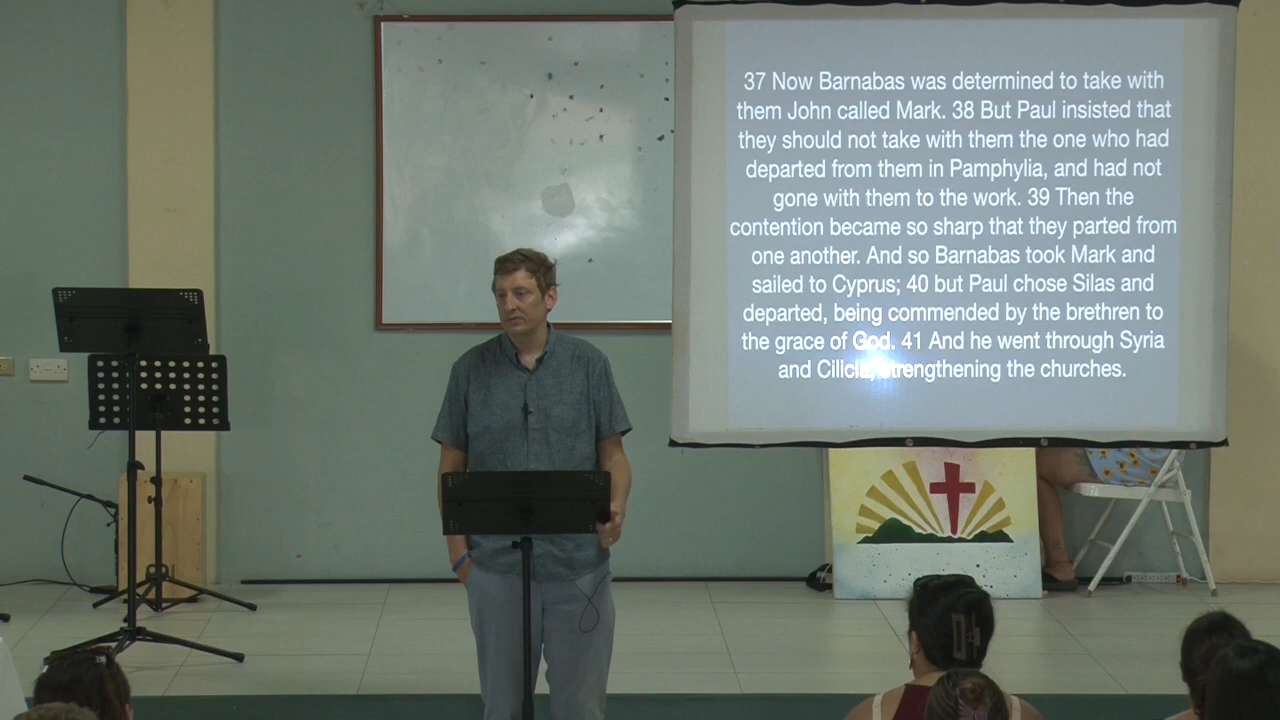 37 Now Barnabas was determined to take with
them John called Mark. 38 But Paul insisted that
they should not take with them the one who had
departed from them in Pamphylia, and had not
gone with them to the work. 39 Then the
contention became so sharp that they parted from
one another. And so Barnabas took Mark and
sailed to Cyprus; 40 but Paul chose Silas and
departed, being commended by the brethren to
the grace of God. 41 And he went through Syria
and Cilicia, strengthening the churches.